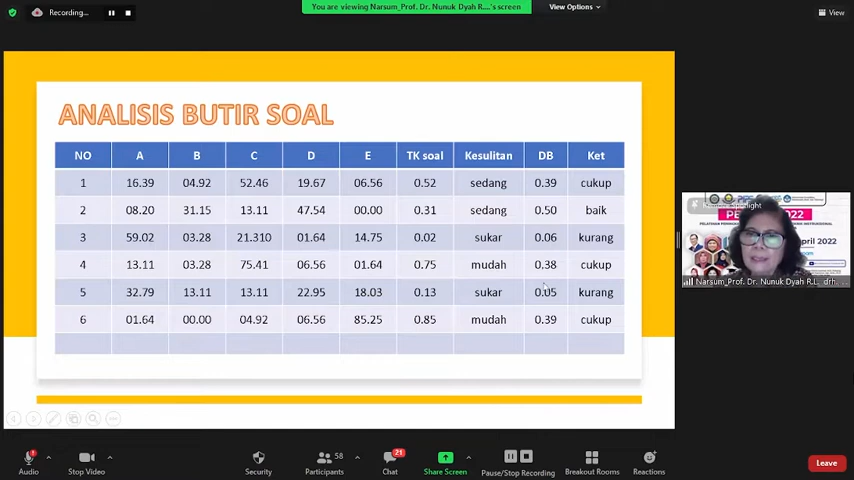 Recording...
You are viewing Narsum_Prof. Dr. Nunuk Dyah R....'s screen
View Options
View
ANALISIS BUTIR SOAL
NO A B C D E TK soal Kesulitan DB Ket
1 16.39 04.92 52.46 19.67 06.56 0.52 sedang 0.39 cukup
2 08.20 31.15 13.11 47.54 00.00 0.31 sedang 0.50 baik
3 59.02 03.28 21.310 01.64 14.75 0.02 sukar 0.06 kurang
4 13.11 03.28 75.41 06.56 01.64 0.75 mudah 0.38 cukup
5 32.79 13.11 13.11 22.95 18.03 0.13 sukar 0.05 kurang
6 01.64 00.00 04.92 06.56 85.25 0.85 mudah 0.39 cukup
2022
april 2022
Narsum_Prof. Dr. Nunuk Dyah R.L.. drh...
Audio
Stop Video
Security
58
Participants
21
Chat
Share Screen
Pause/Stop Recording
Breakout Rooms
Reactions
Leave